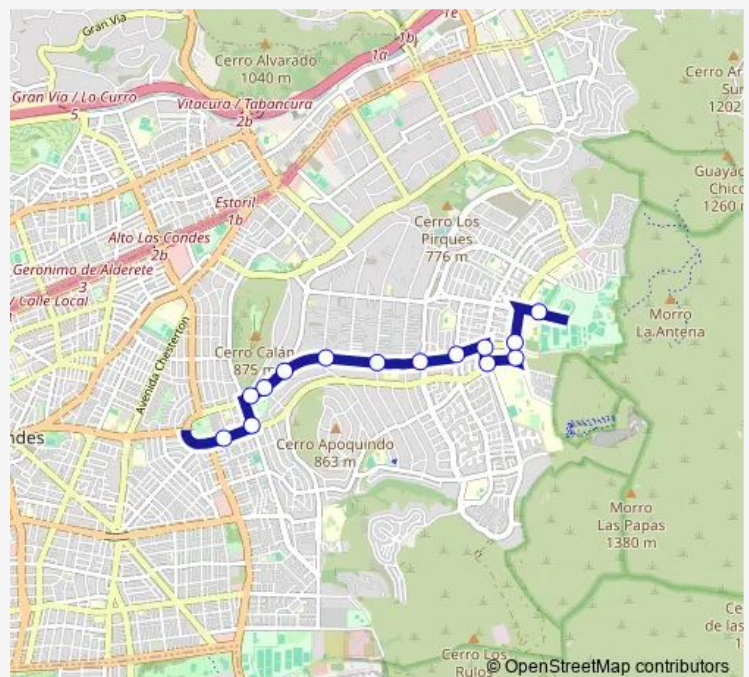 Gran Vía
1e
1b
1a
Cerro Alvarado
1040 m
Gran Vía / Lo Curro
5
Vitacura / Tabancura
2b
Estoril
1b
Alto Las Condes
2b
Geronimo de Alderete
3
/ Calle Local
Avenida Chesterton
Cerro Los
Pirques
776 m
Guayac
Chico
1260
Sur
1202
Morro
La Antena
Cerro Calán
875 m
Cerro Apoquindo
863 m
ndes
Morro
Las Papas
1380 m
Ce
de las
1
Cerro Los
Rulos
© OpenStreetMap contributors